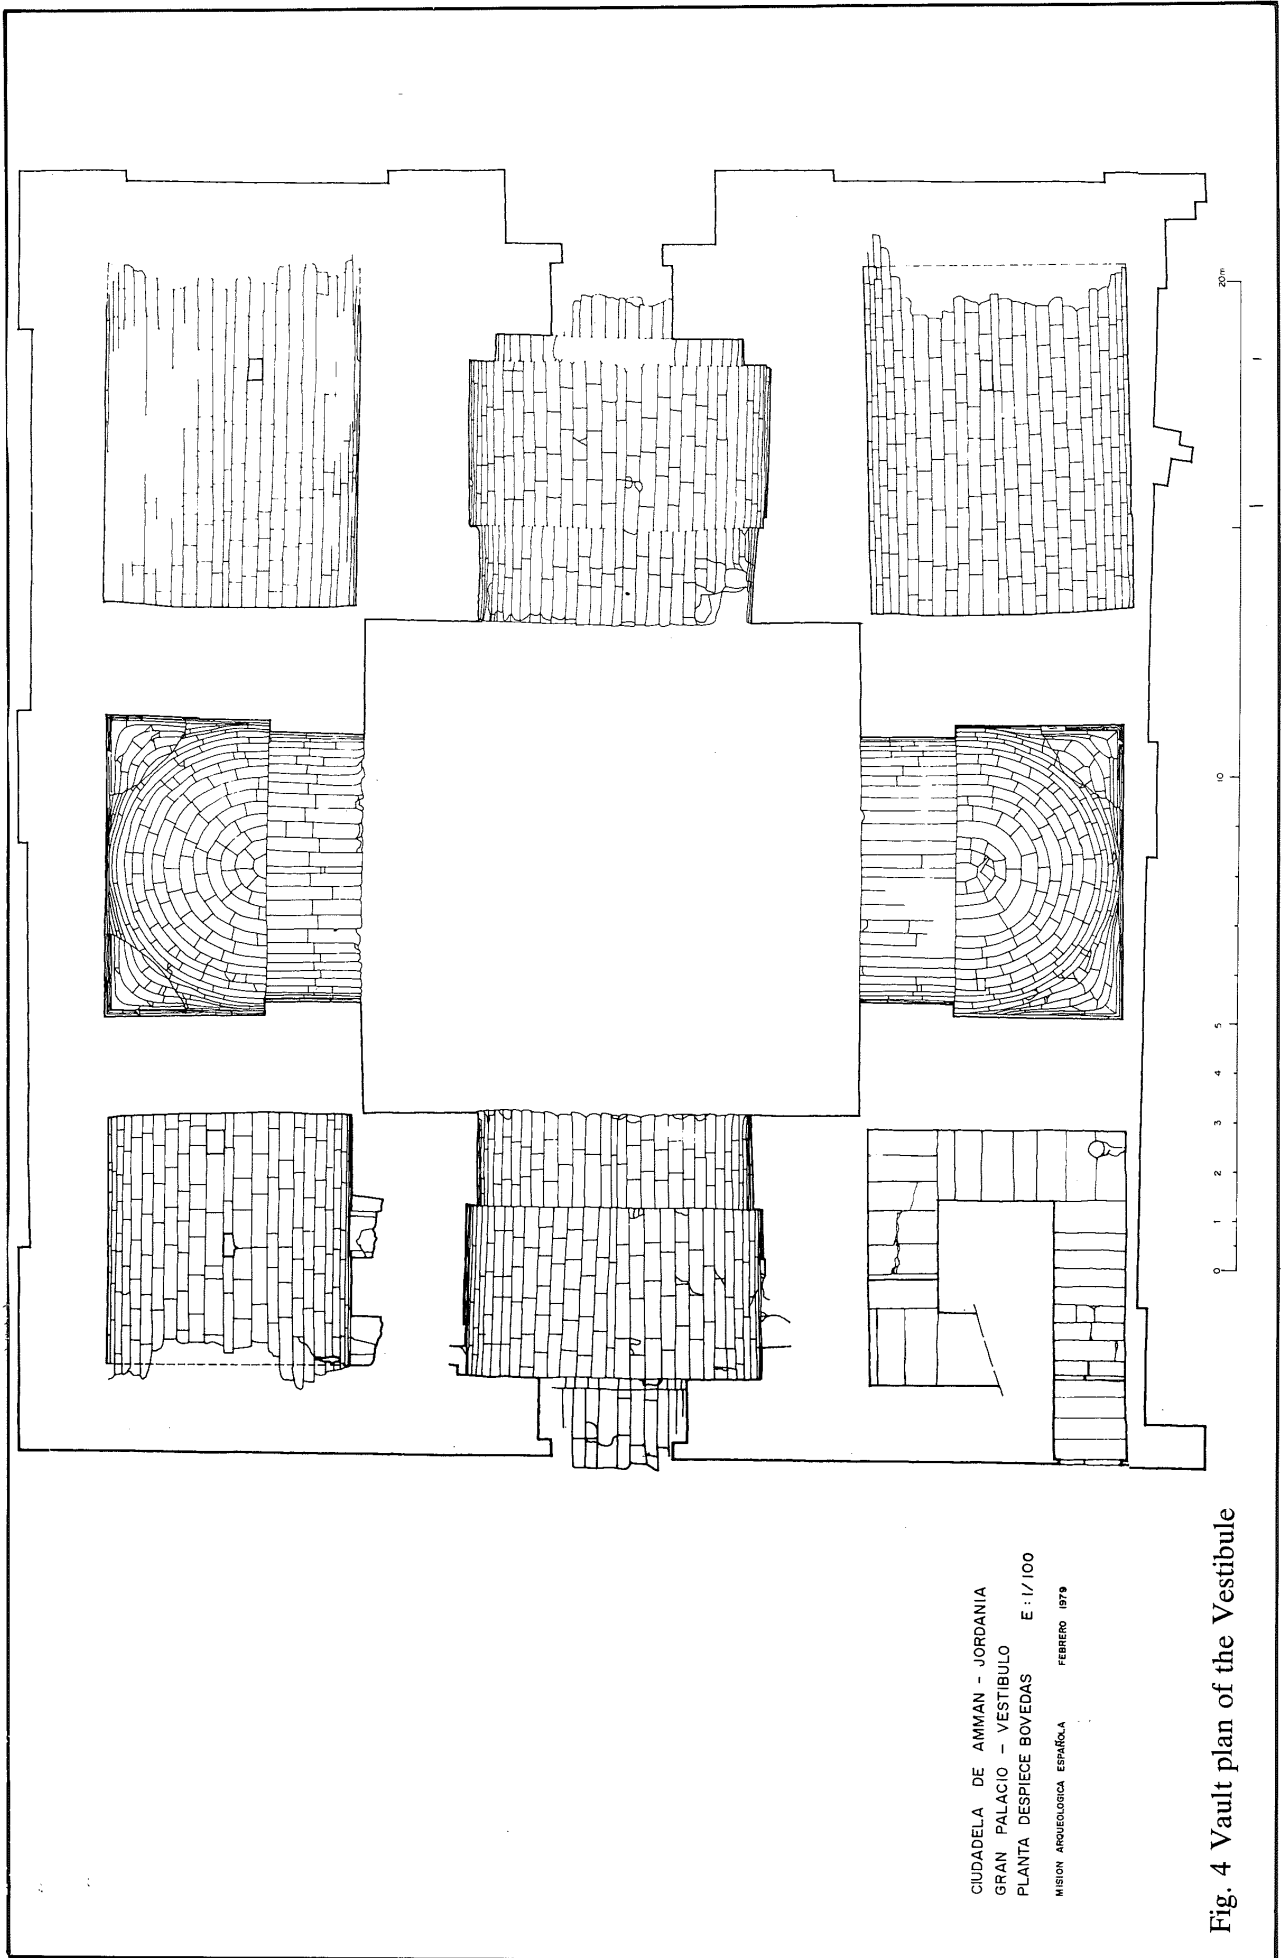 CIUDADELA DE AMMAN - JORDANIA
GRAN PALACIO - VESTIBULO
PLANTA DESPIECE BOVEDAS E : 1/100
MISION ARQUEOLOGICA ESPAÑOLA FEBRERO 1979
0 1 2 3 4 5 10 20m
Fig. 4 Vault plan of the Vestibule